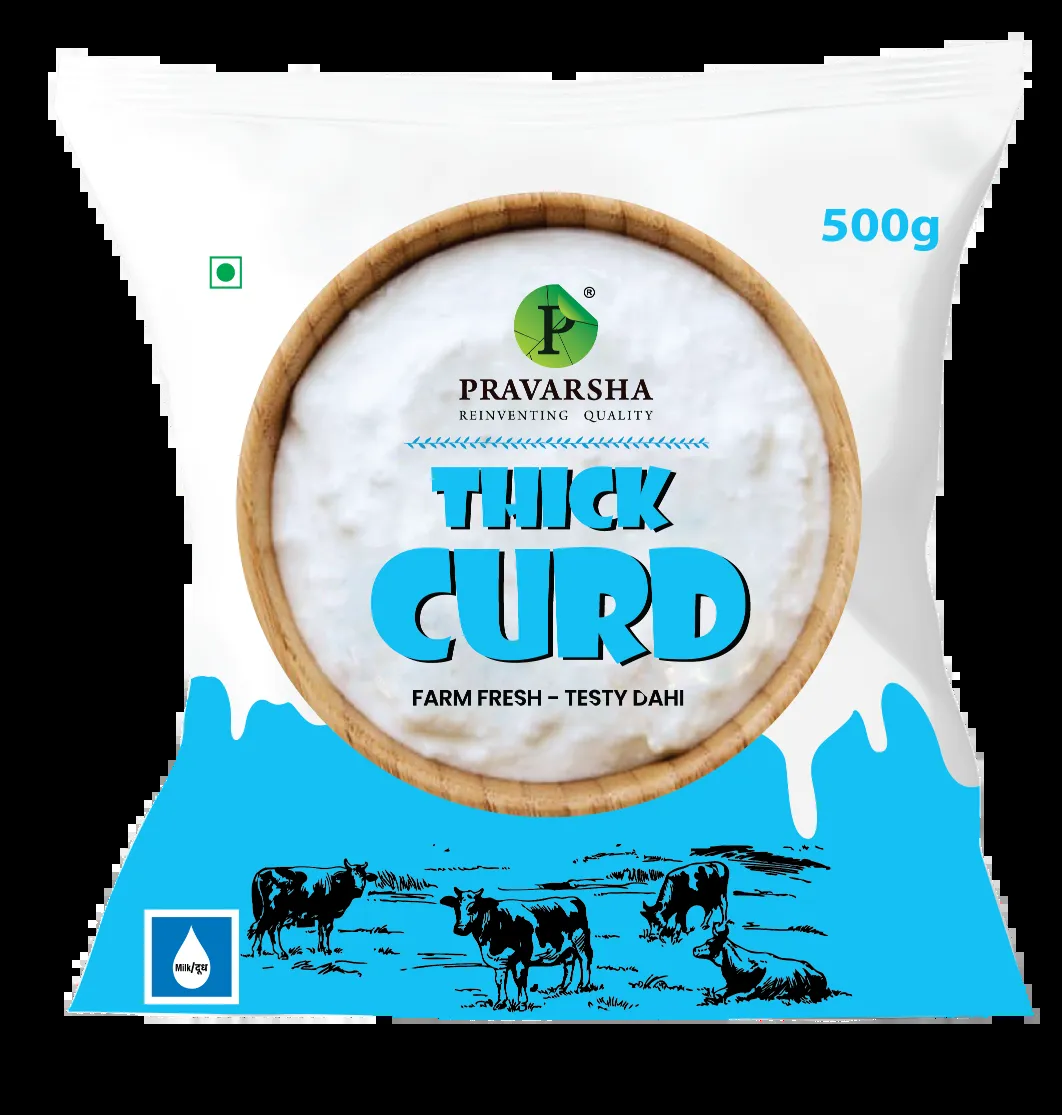 500g
®
P
PRAVARSHA
REINVENTING QUALITY
THICK
CURD
FARM FRESH - TESTY DAHI
Milk/दूध